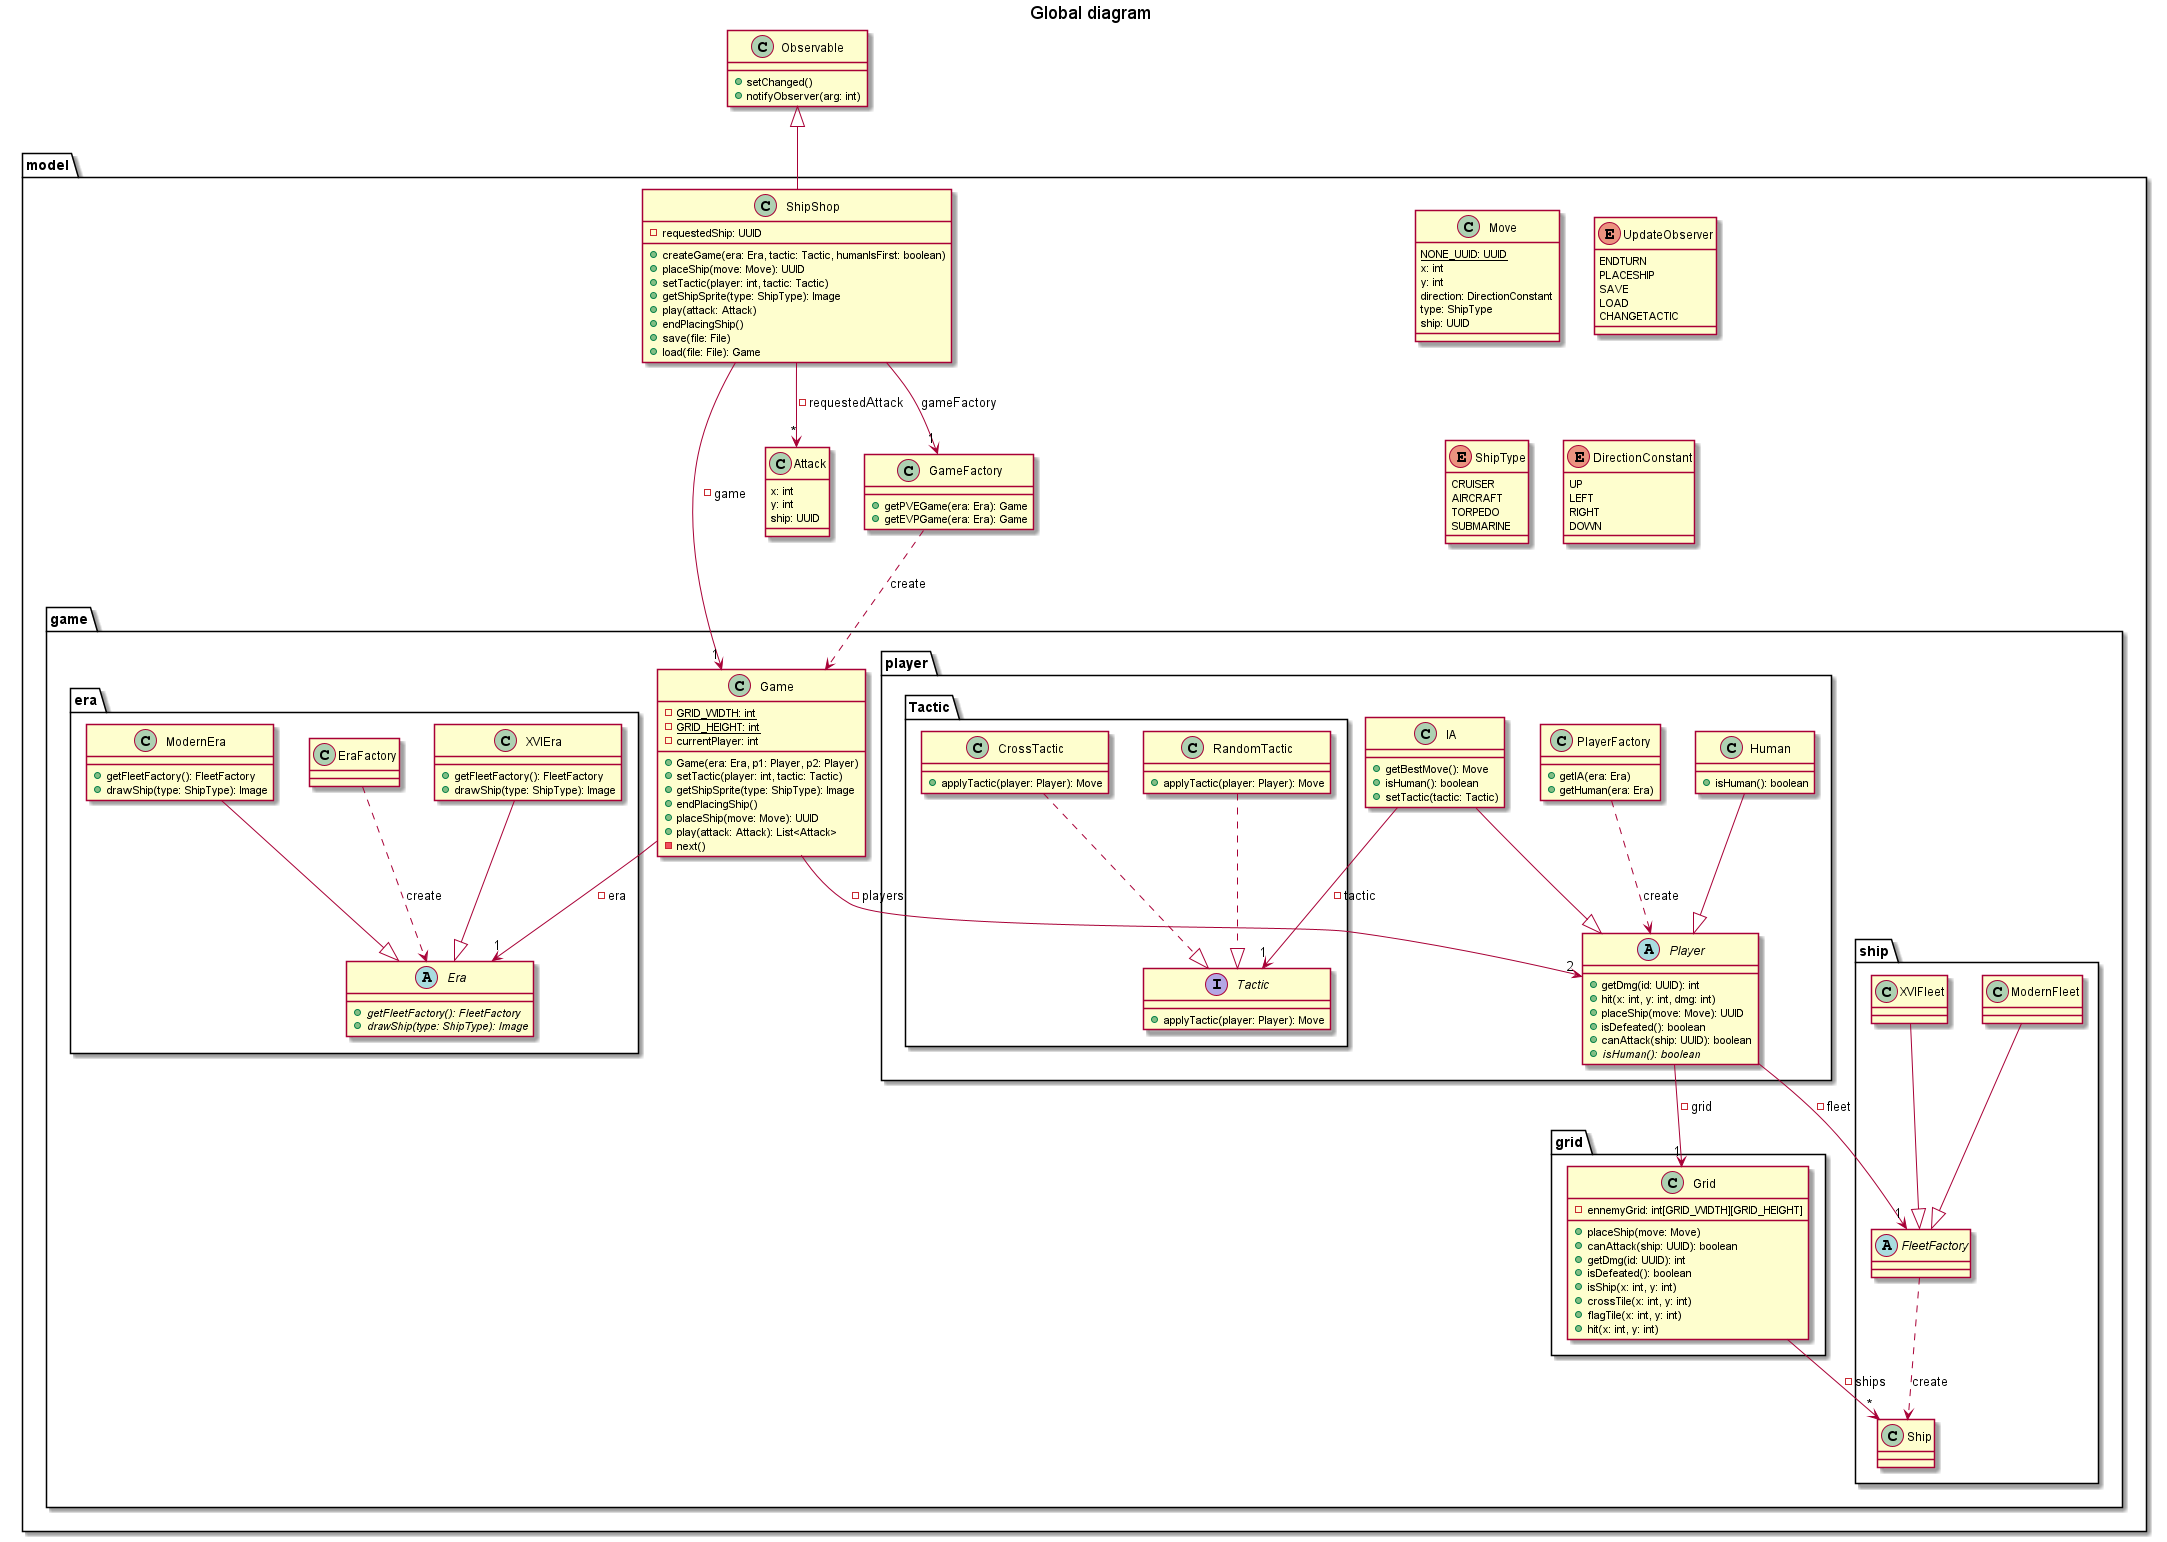 Global diagram
C Observable
setChanged()
notifyObserver(arg: int)
model
C ShipShop
requestedShip: UUID
createGame(era: Era, tactic: Tactic, humanIsFirst: boolean)
placeShip(move: Move): UUID
setTactic(player: int, tactic: Tactic)
getShipSprite(type: ShipType): Image
play(attack: Attack)
endPlacingShip()
save(file: File)
load(file: File): Game
C Move
NONE_UUID: UUID
x: int
y: int
direction: DirectionConstant
type: ShipType
ship: UUID
E UpdateObserver
ENDTURN
PLACESHIP
SAVE
LOAD
CHANGETACTIC
requestedAttack
gameFactory
*
1
game
C Attack
x: int
y: int
ship: UUID
C GameFactory
getPVEGame(era: Era): Game
getEVPGame(era: Era): Game
E ShipType
CRUISER
AIRCRAFT
TORPEDO
SUBMARINE
E DirectionConstant
UP
LEFT
RIGHT
DOWN
create
game
1
C Game
GRID_WIDTH: int
GRID_HEIGHT: int
currentPlayer: int
Game(era: Era, p1: Player, p2: Player)
setTactic(player: int, tactic: Tactic)
getShipSprite(type: ShipType): Image
endPlacingShip()
placeShip(move: Move): UUID
play(attack: Attack): List<Attack>
next()
era
C ModernEra
getFleetFactory(): FleetFactory
drawShip(type: ShipType): Image
C EraFactory
C XVIEra
getFleetFactory(): FleetFactory
drawShip(type: ShipType): Image
create
era
1
A Era
getFleetFactory(): FleetFactory
drawShip(type: ShipType): Image
player
Tactic
C CrossTactic
applyTactic(player: Player): Move
C RandomTactic
applyTactic(player: Player): Move
C IA
getBestMove(): Move
isHuman(): boolean
setTactic(tactic: Tactic)
C PlayerFactory
getIA(era: Era)
getHuman(era: Era)
C Human
isHuman(): boolean
players
tactic
create
1
2
I Tactic
applyTactic(player: Player): Move
A Player
getDmg(id: UUID): int
hit(x: int, y: int, dmg: int)
placeShip(move: Move): UUID
isDefeated(): boolean
canAttack(ship: UUID): boolean
isHuman(): boolean
ship
C XVIFleet
C ModernFleet
grid
fleet
grid
1
C Grid
ennemyGrid: int[GRID_WIDTH][GRID_HEIGHT]
placeShip(move: Move)
canAttack(ship: UUID): boolean
getDmg(id: UUID): int
isDefeated(): boolean
isShip(x: int, y: int)
crossTile(x: int, y: int)
flagTile(x: int, y: int)
hit(x: int, y: int)
1
A FleetFactory
ships
create
*
C Ship